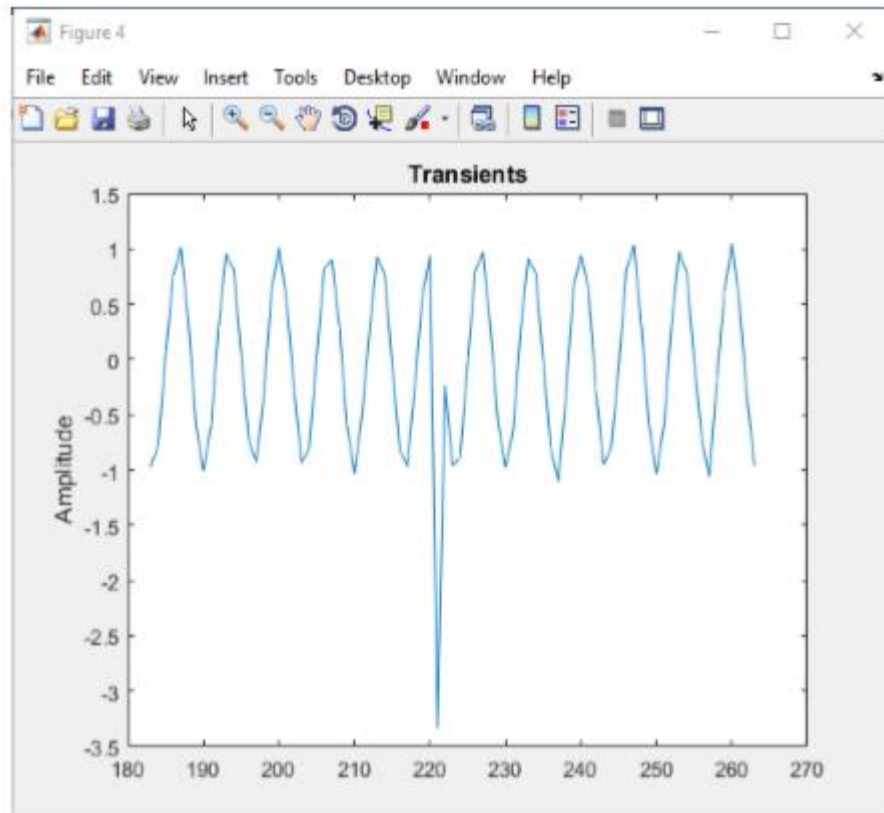 Figure 4
File Edit View Insert Tools Desktop Window Help
Transients
1.5
1
0.5
0
-0.5
-1
-1.5
-2
-2.5
-3
-3.5
Amplitude
180 190 200 210 220 230 240 250 260 270